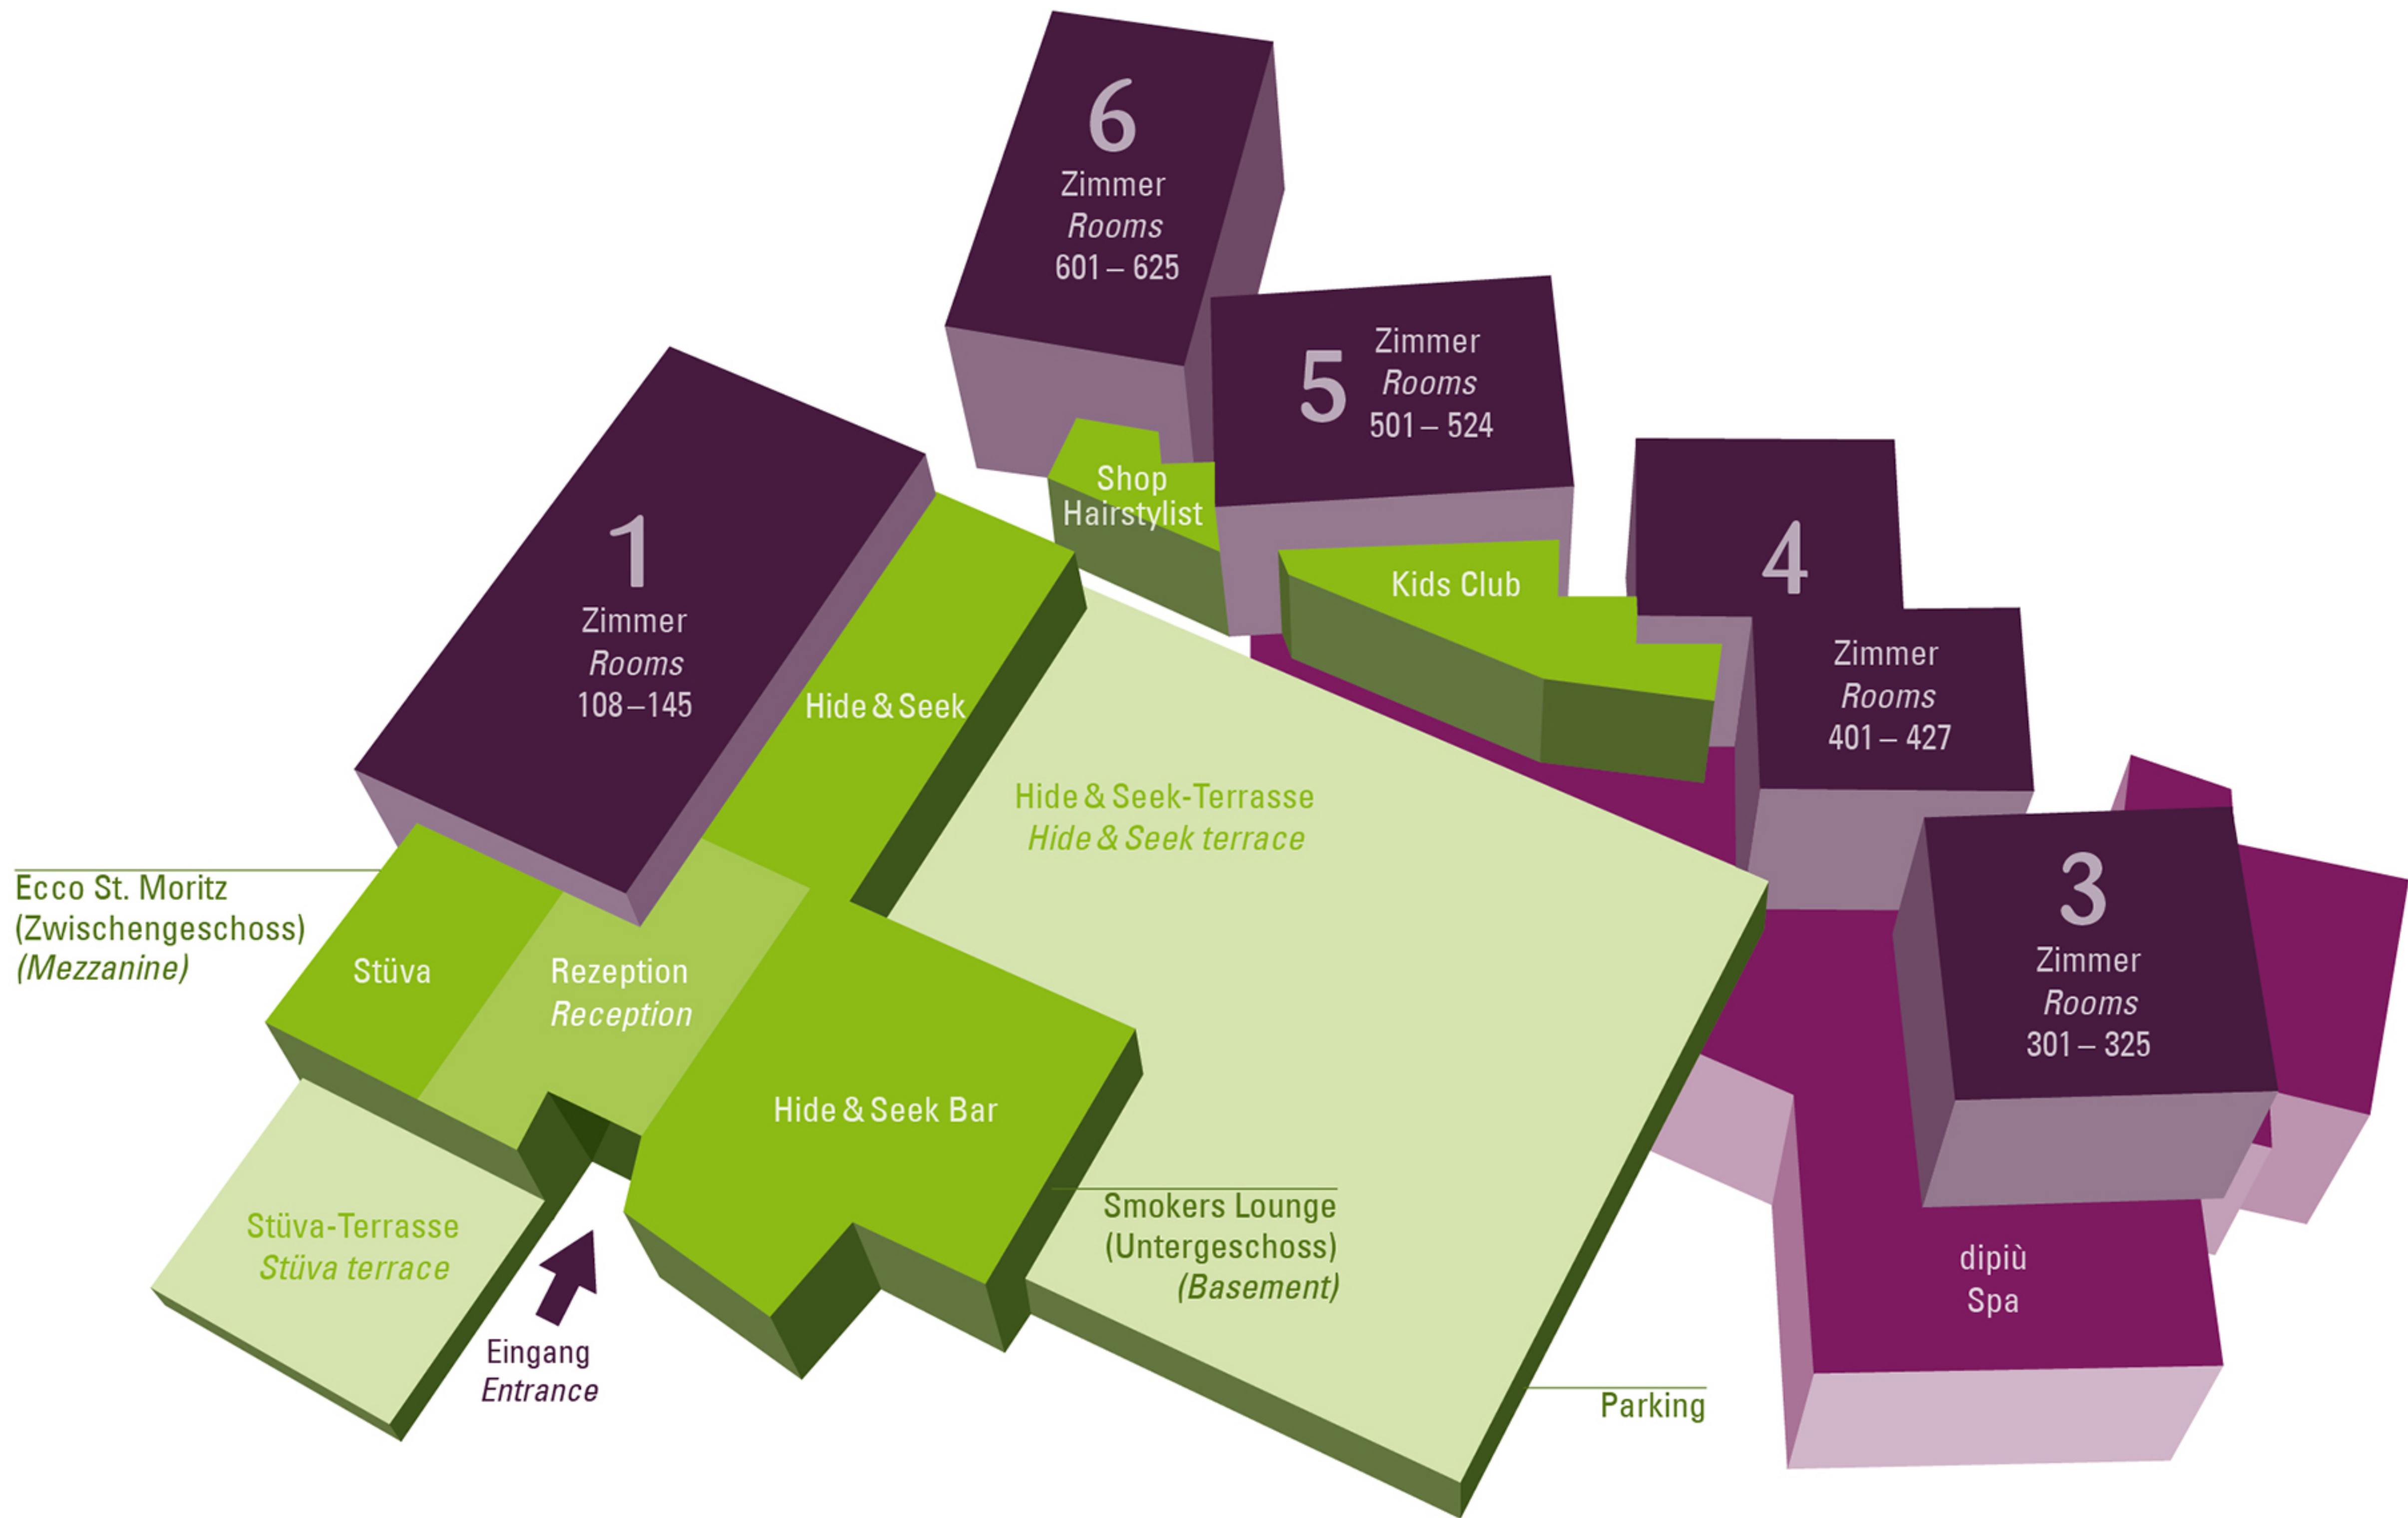 6
Zimmer
Rooms
601 – 625
5
Zimmer
Rooms
501 – 524
Shop
Hairstylist
4
Zimmer
Rooms
401 – 427
Kids Club
1
Zimmer
Rooms
108 –145
Hide & Seek
Hide & Seek-Terrasse
Hide & Seek terrace
3
Zimmer
Rooms
301 – 325
Ecco St. Moritz
(Zwischengeschoss)
(Mezzanine)
Stüva
Rezeption
Reception
Hide & Seek Bar
Stüva-Terrasse
Stüva terrace
Smokers Lounge
(Untergeschoss)
(Basement)
dipiù
Spa
Eingang
Entrance
Parking